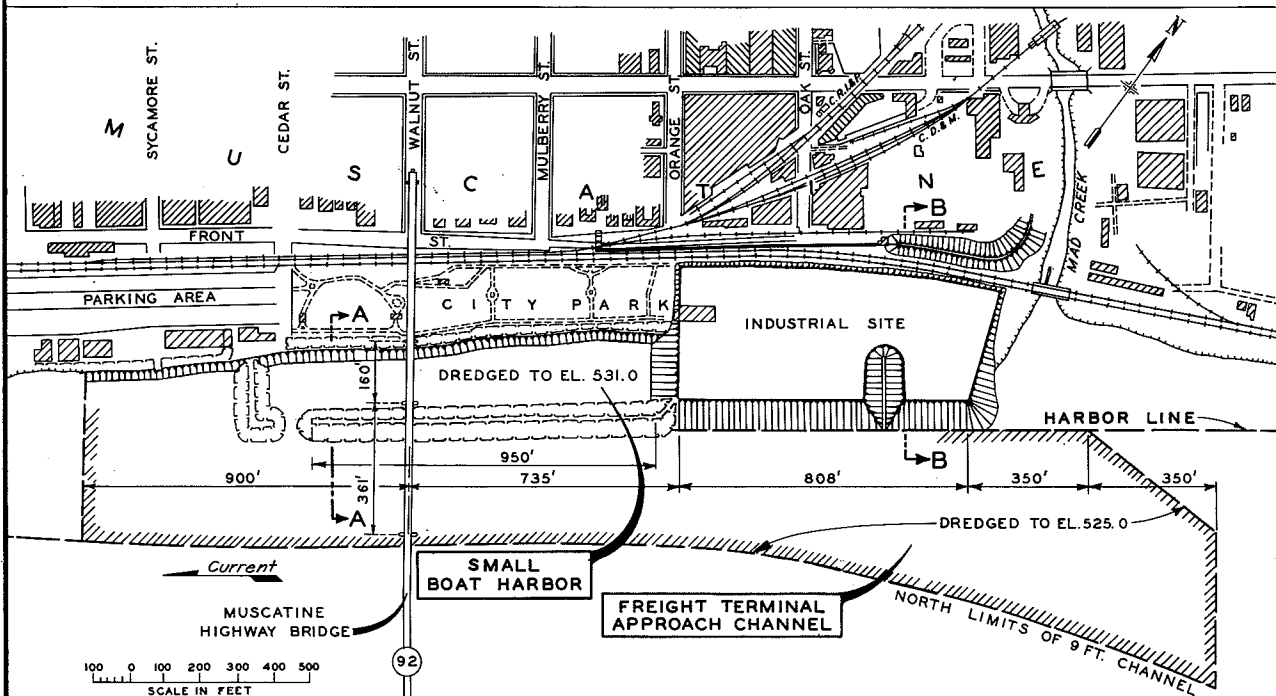 M U S C A T I N E
SYCAMORE ST.
CEDAR ST.
WALNUT ST.
MULBERRY ST.
ORANGE ST.
OAK ST.
C.R.I.&P.
C.D.&M.
N
B
MAD CREEK
FRONT ST.
PARKING AREA
CITY PARK
A
INDUSTRIAL SITE
160'
DREDGED TO EL. 531.0
HARBOR LINE
950'
B
900'
361'
735'
808'
350'
350'
A
DREDGED TO EL. 525.0
SMALL
BOAT HARBOR
Current
FREIGHT TERMINAL
APPROACH CHANNEL
MUSCATINE
HIGHWAY BRIDGE
NORTH LIMITS OF 9 FT. CHANNEL
92
100 0 100 200 300 400 500
SCALE IN FEET